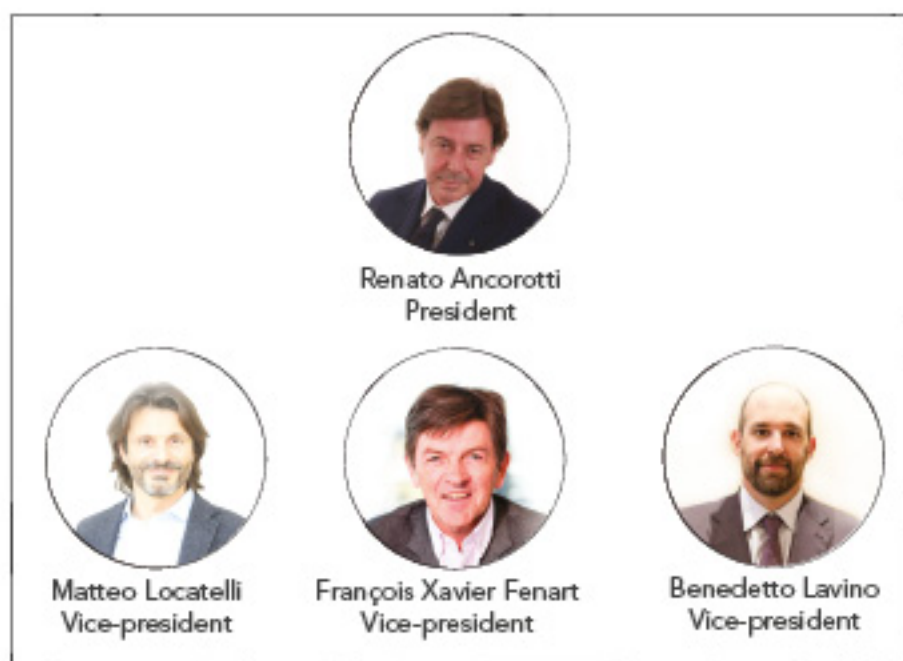 Renato Ancorotti
President
Matteo Locatelli
Vice-president
François Xavier Fenart
Vice-president
Benedetto Lavino
Vice-president